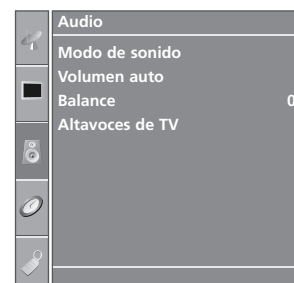 Audio
Modo de sonido
Volumen auto
Balance 0
Altavoces de TV